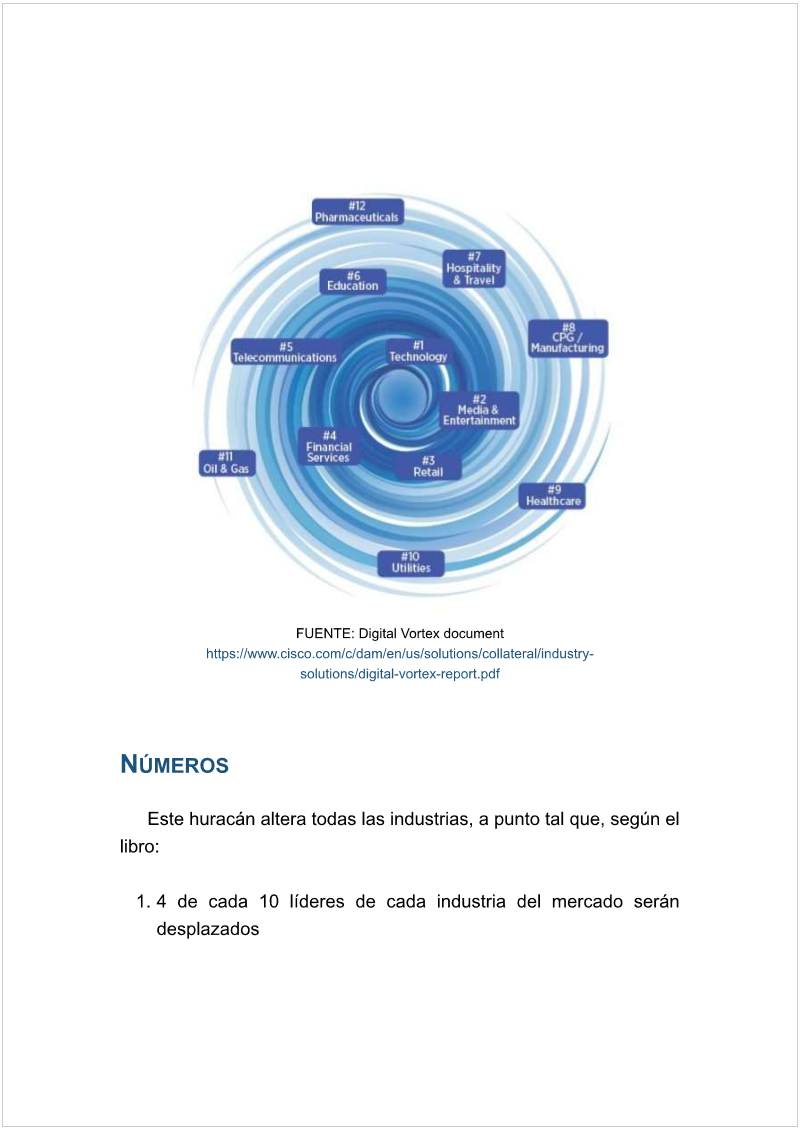 #12
Pharmaceuticals
#7
Hospitality
& Travel
#6
Education
#8
CPG /
Manufacturing
#5
Telecommunications
#1
Technology
#2
Media &
Entertainment
#4
Financial
Services
#3
Retail
#11
Oil & Gas
#9
Healthcare
#10
Utilities
FUENTE: Digital Vortex document
https://www.cisco.com/c/dam/en/us/solutions/collateral/industry-
solutions/digital-vortex-report.pdf
NÚMEROS
Este huracán altera todas las industrias, a punto tal que, según el
libro:
1. 4 de cada 10 líderes de cada industria del mercado serán
desplazados